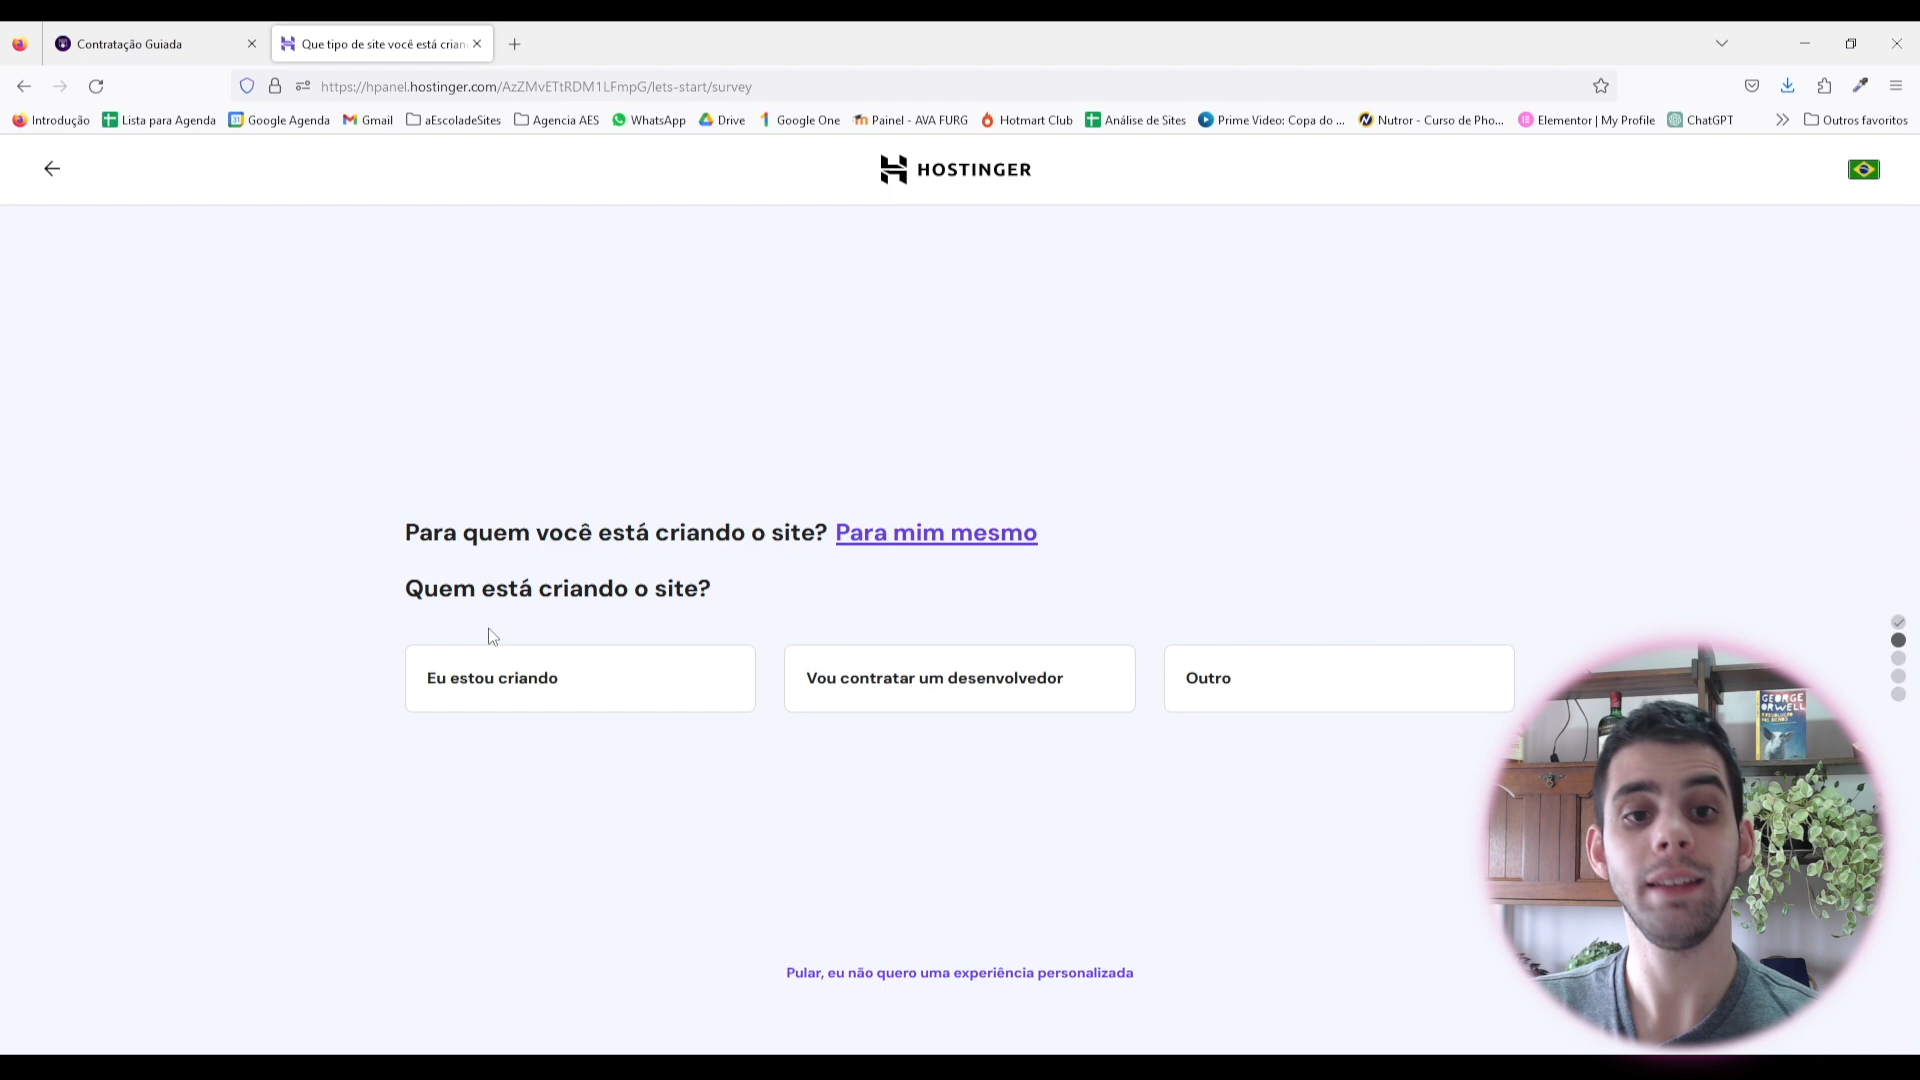 Contratação Guiada
Que tipo de site você está crian
https://hpanel.hostinger.com/AzZMvETtRDM1LFmpG/lets-start/survey
Introdução Lista para Agenda 31 Google Agenda Gmail aEscoladeSites Agencia AES WhatsApp Drive Google One Painel - AVA FURG Hotmart Club Análise de Sites Prime Video: Copa do ... Nutror - Curso de Pho... Elementor | My Profile ChatGPT Outros favoritos
HOSTINGER
Para quem você está criando o site? Para mim mesmo
Quem está criando o site?
Eu estou criando
Vou contratar um desenvolvedor
Outro
GEORGE
ORWELL
A REVOLUÇÃO
DOS BICHOS
Pular, eu não quero uma experiência personalizada